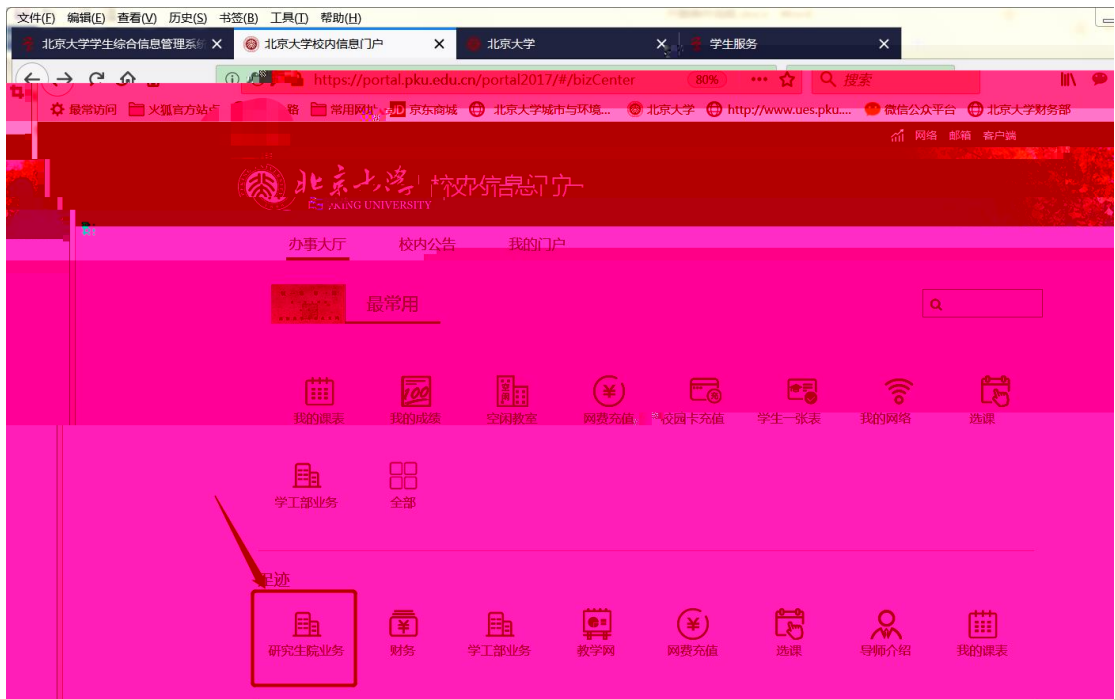 文件(F) 编辑(E) 查看(V) 历史(S) 书签(B) 工具(T) 帮助(H)
北京大学学生综合信息管理系统 北京大学校内信息门户 北京大学 学生服务
https://portal.pku.edu.cn/portal2017/#/bizCenter 80% 搜索
最常访问 火狐官方站点 常用网址 JD 京东商城 北京大学城市与环境... 北京大学 http://www.ues.pku.... 微信公众平台 北京大学财务部
网络 邮箱 客户端
北京大学 校内信息门户
PEKING UNIVERSITY
办事大厅 校内公告 我的门户
最常用
我的课表 我的成绩 空闲教室 网费充值 校园卡充值 学生一张表 我的网络 选课
学工部业务 全部
足迹
研究生院业务 财务 学工部业务 教学网 网费充值 选课 导师介绍 我的课表